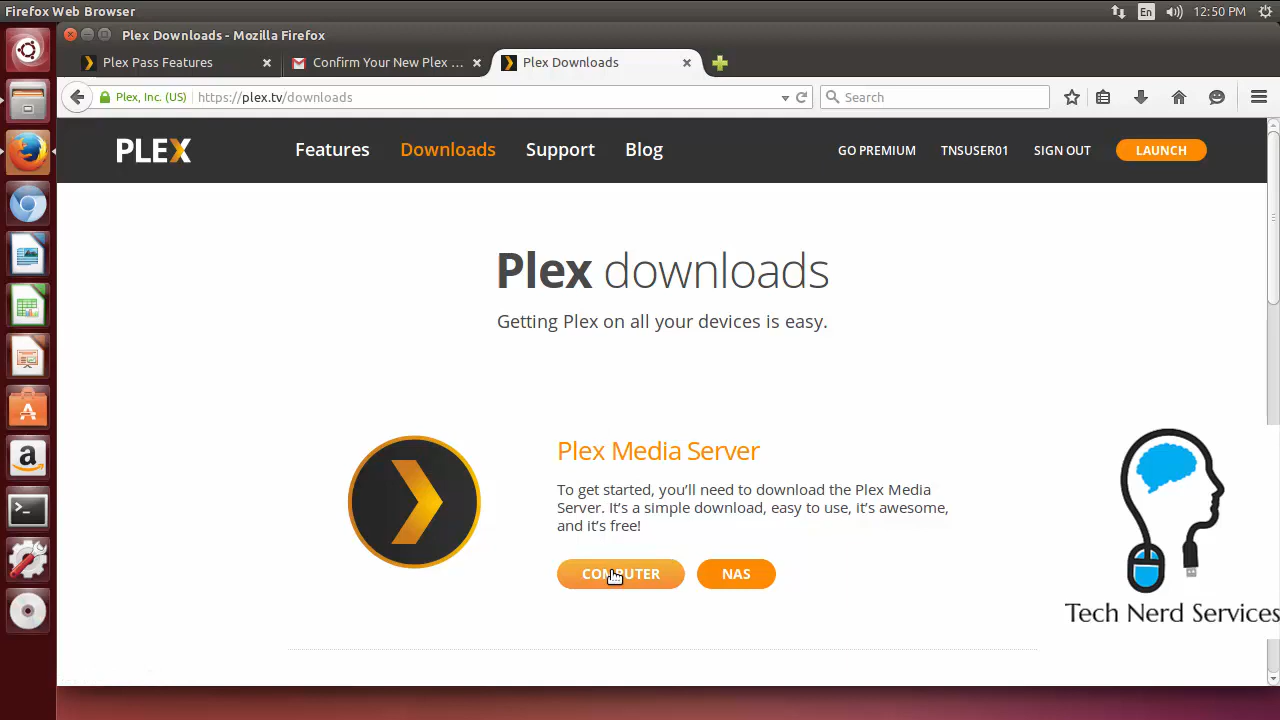 Firefox Web Browser
En
12:50 PM
Plex Downloads - Mozilla Firefox
Plex Pass Features
Confirm Your New Plex ...
Plex Downloads
Plex, Inc. (US)
https://plex.tv/downloads
Search
PLEX
Features
Downloads
Support
Blog
GO PREMIUM
TNSUSER01
SIGN OUT
LAUNCH
Plex downloads
Getting Plex on all your devices is easy.
Plex Media Server
To get started, you’ll need to download the Plex Media
Server. It’s a simple download, easy to use, it’s awesome,
and it’s free!
COMPUTER
NAS
Tech Nerd Services